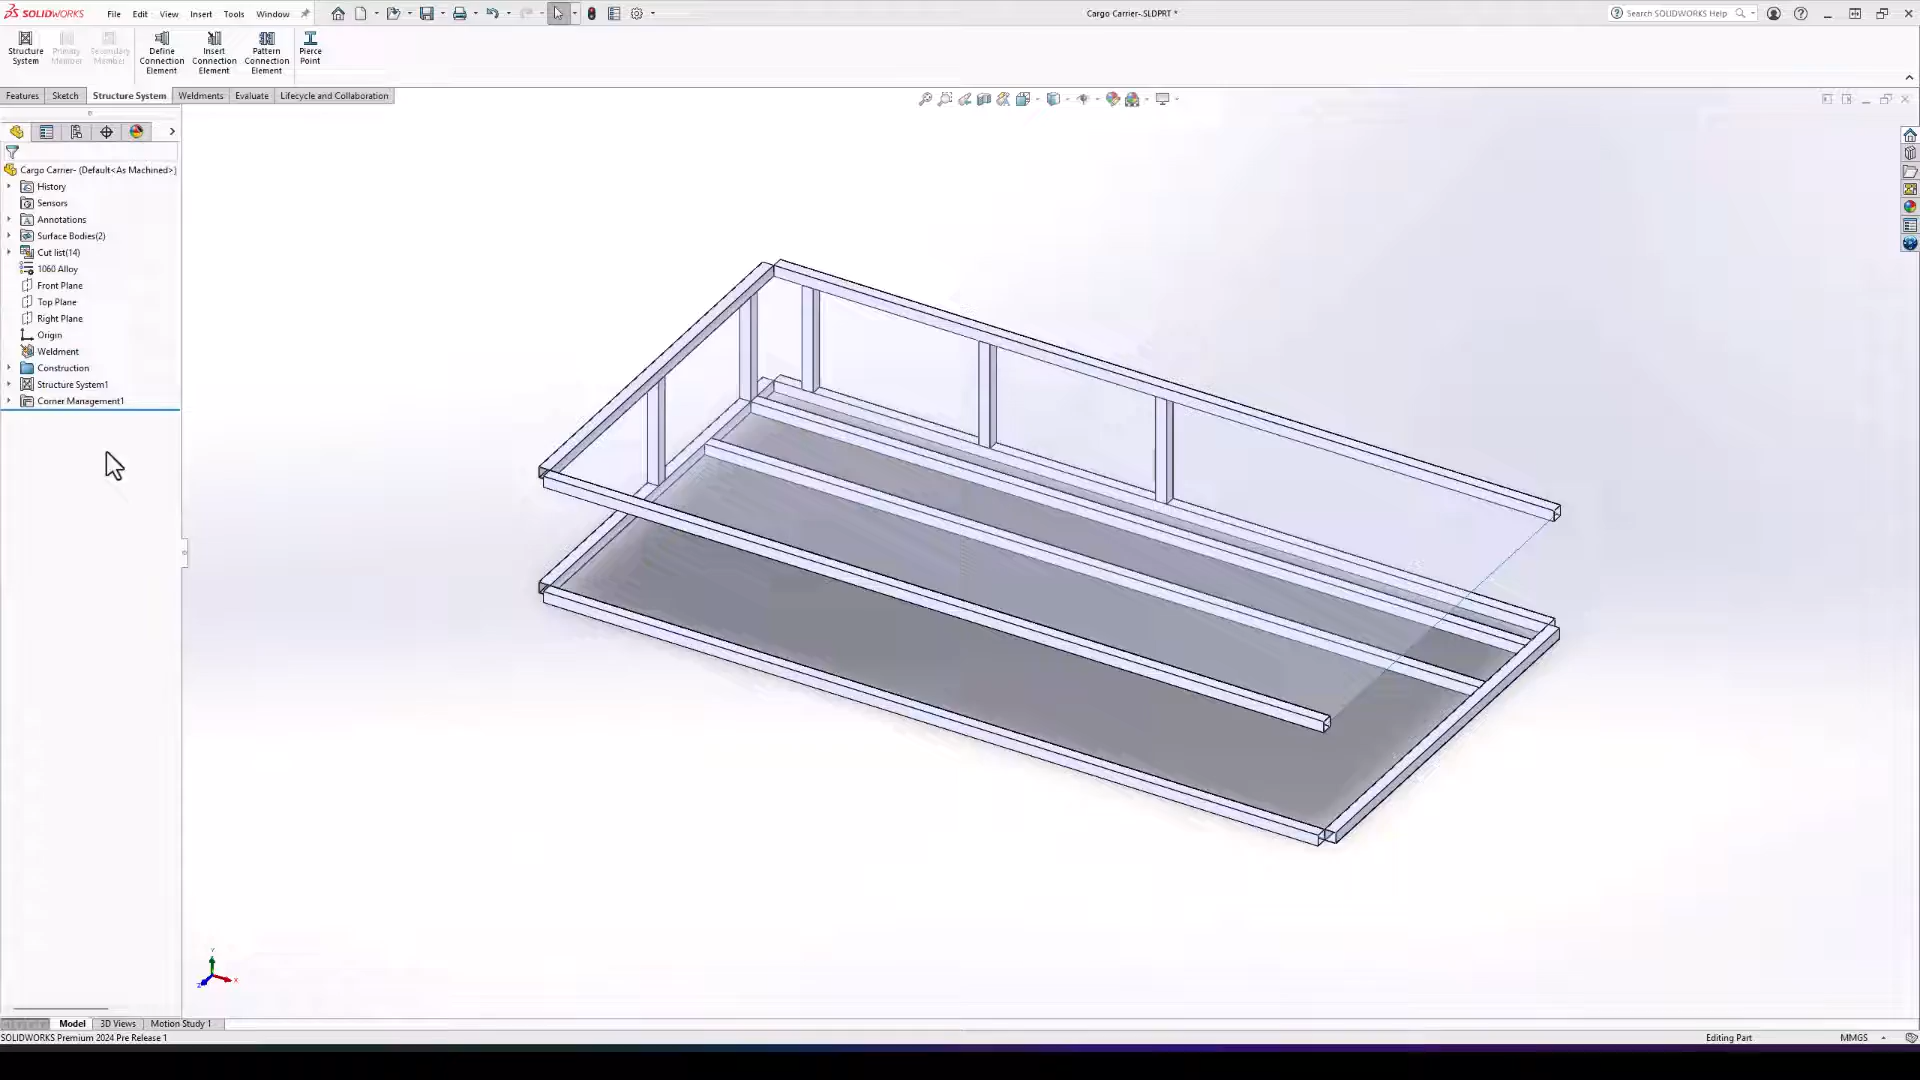 SOLIDWORKS File Edit View Insert Tools Window Cargo Carrier-.SLDPRT * Search SOLIDWORKS Help
Structure System
Primary Member
Secondary Member
Define Connection Element
Insert Connection Element
Pattern Connection Element
Pierce Point
Features Sketch Structure System Weldments Evaluate Lifecycle and Collaboration
Cargo Carrier- (Default<As Machined>)
History
Sensors
Annotations
Surface Bodies(2)
Cut list(14)
1060 Alloy
Front Plane
Top Plane
Right Plane
Origin
Weldment
Construction
Structure System1
Corner Management1
Y
X
Z
Model 3D Views Motion Study 1
SOLIDWORKS Premium 2024 Pre Release 1 Editing Part MMGS